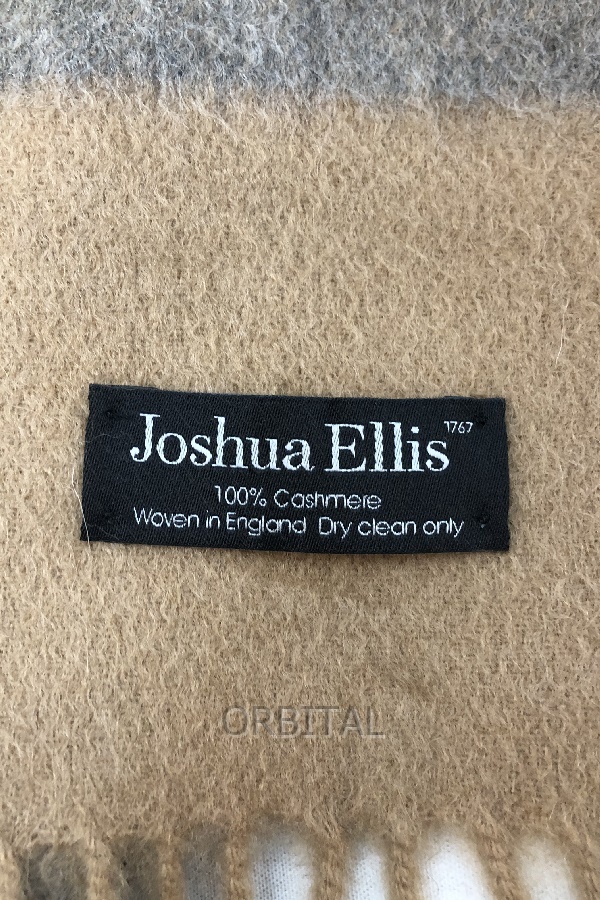 Joshua Ellis 1767
100% Cashmere
Woven in England Dry clean only
ORBITAL